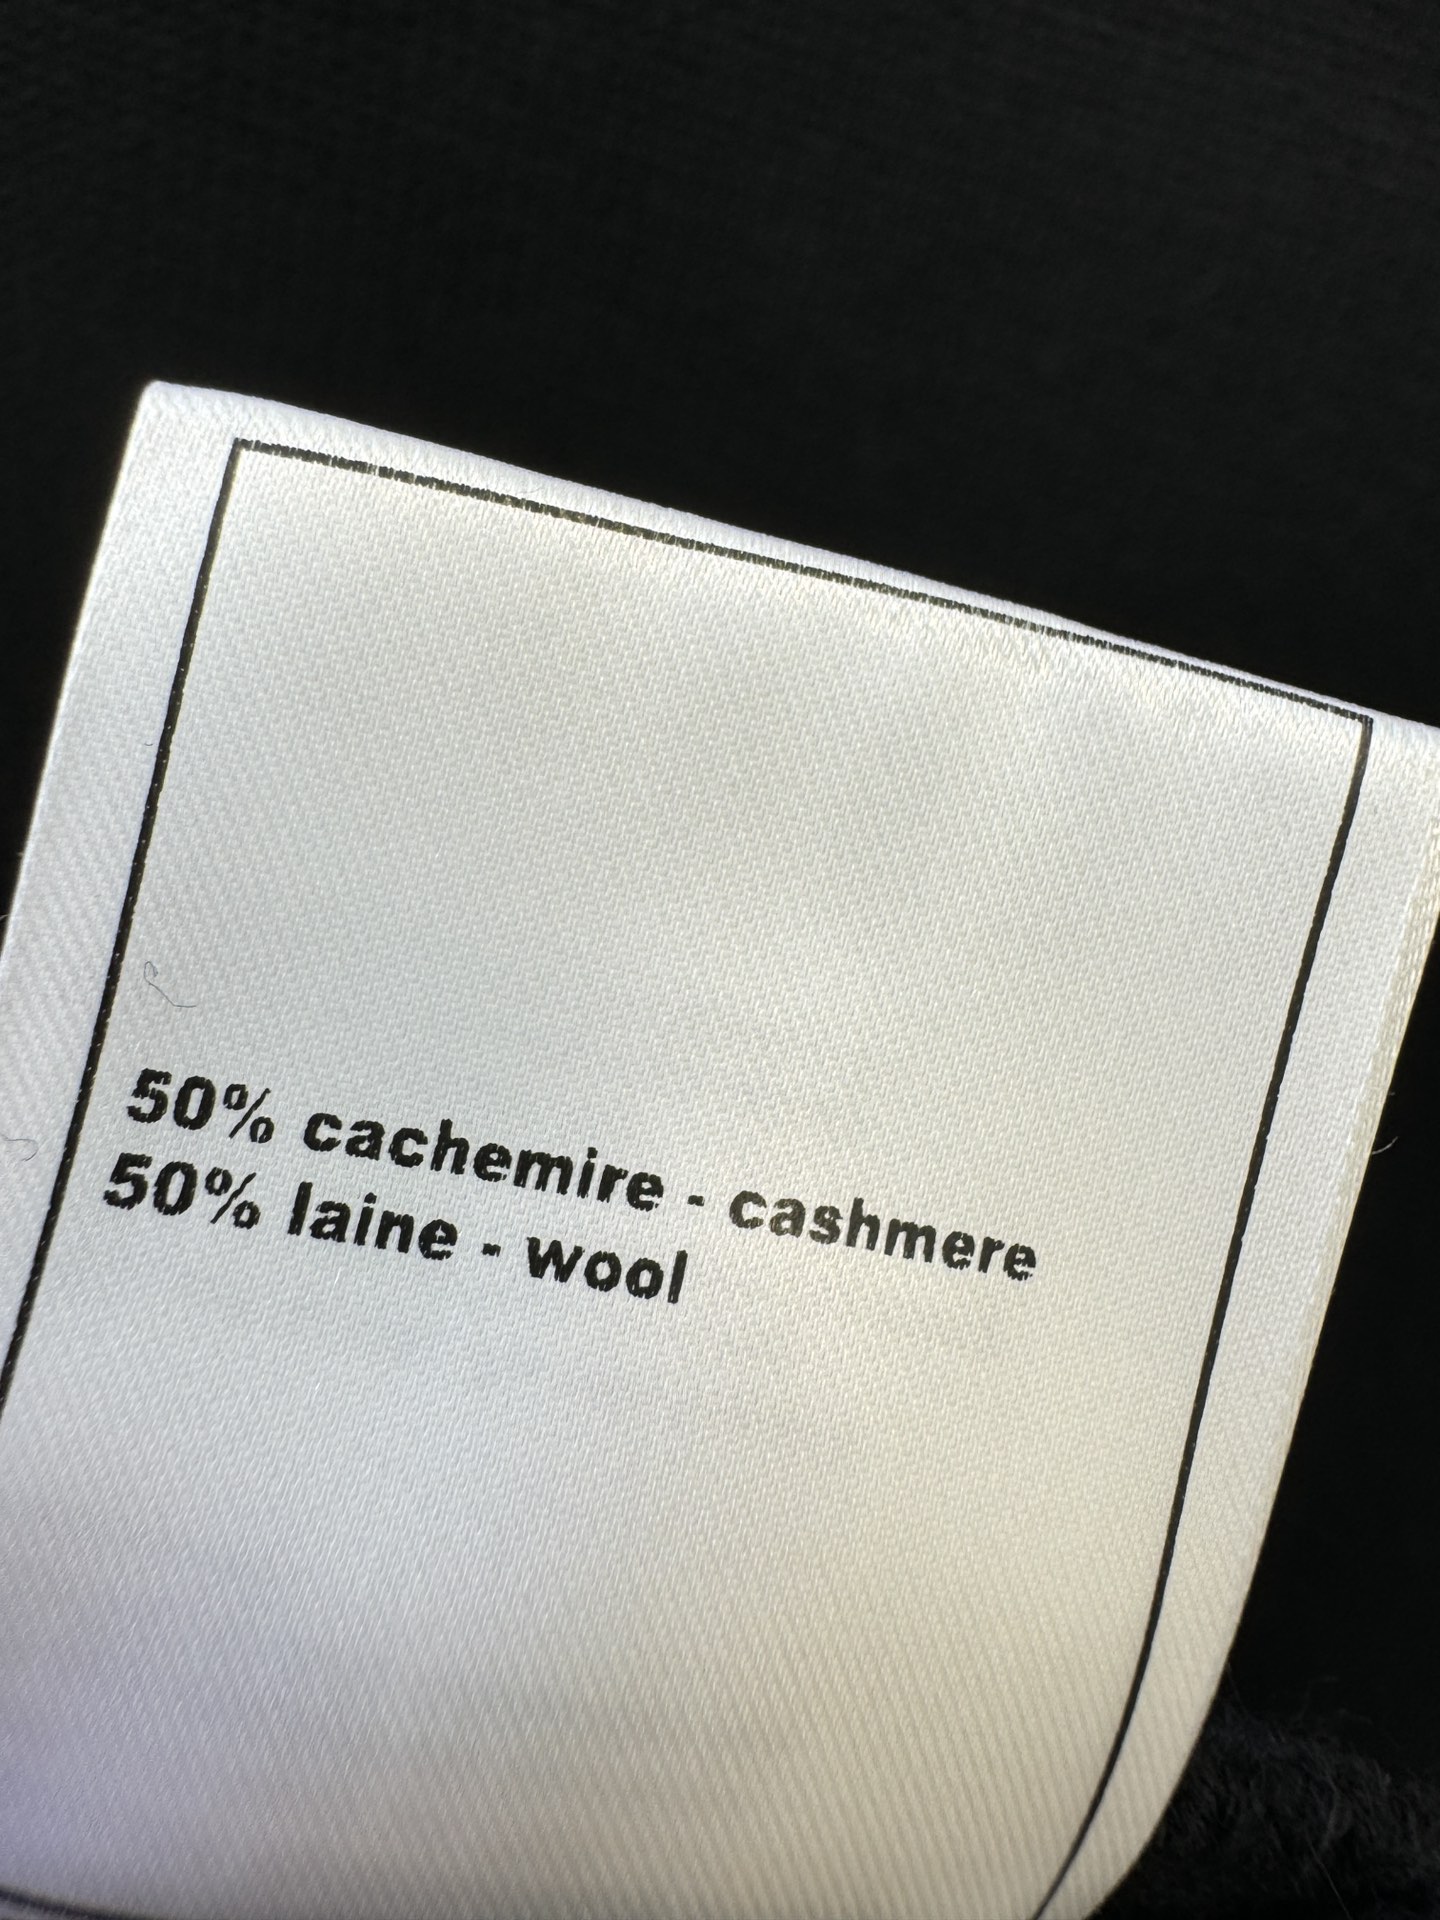 50% cachemire - cashmere
50% laine - wool